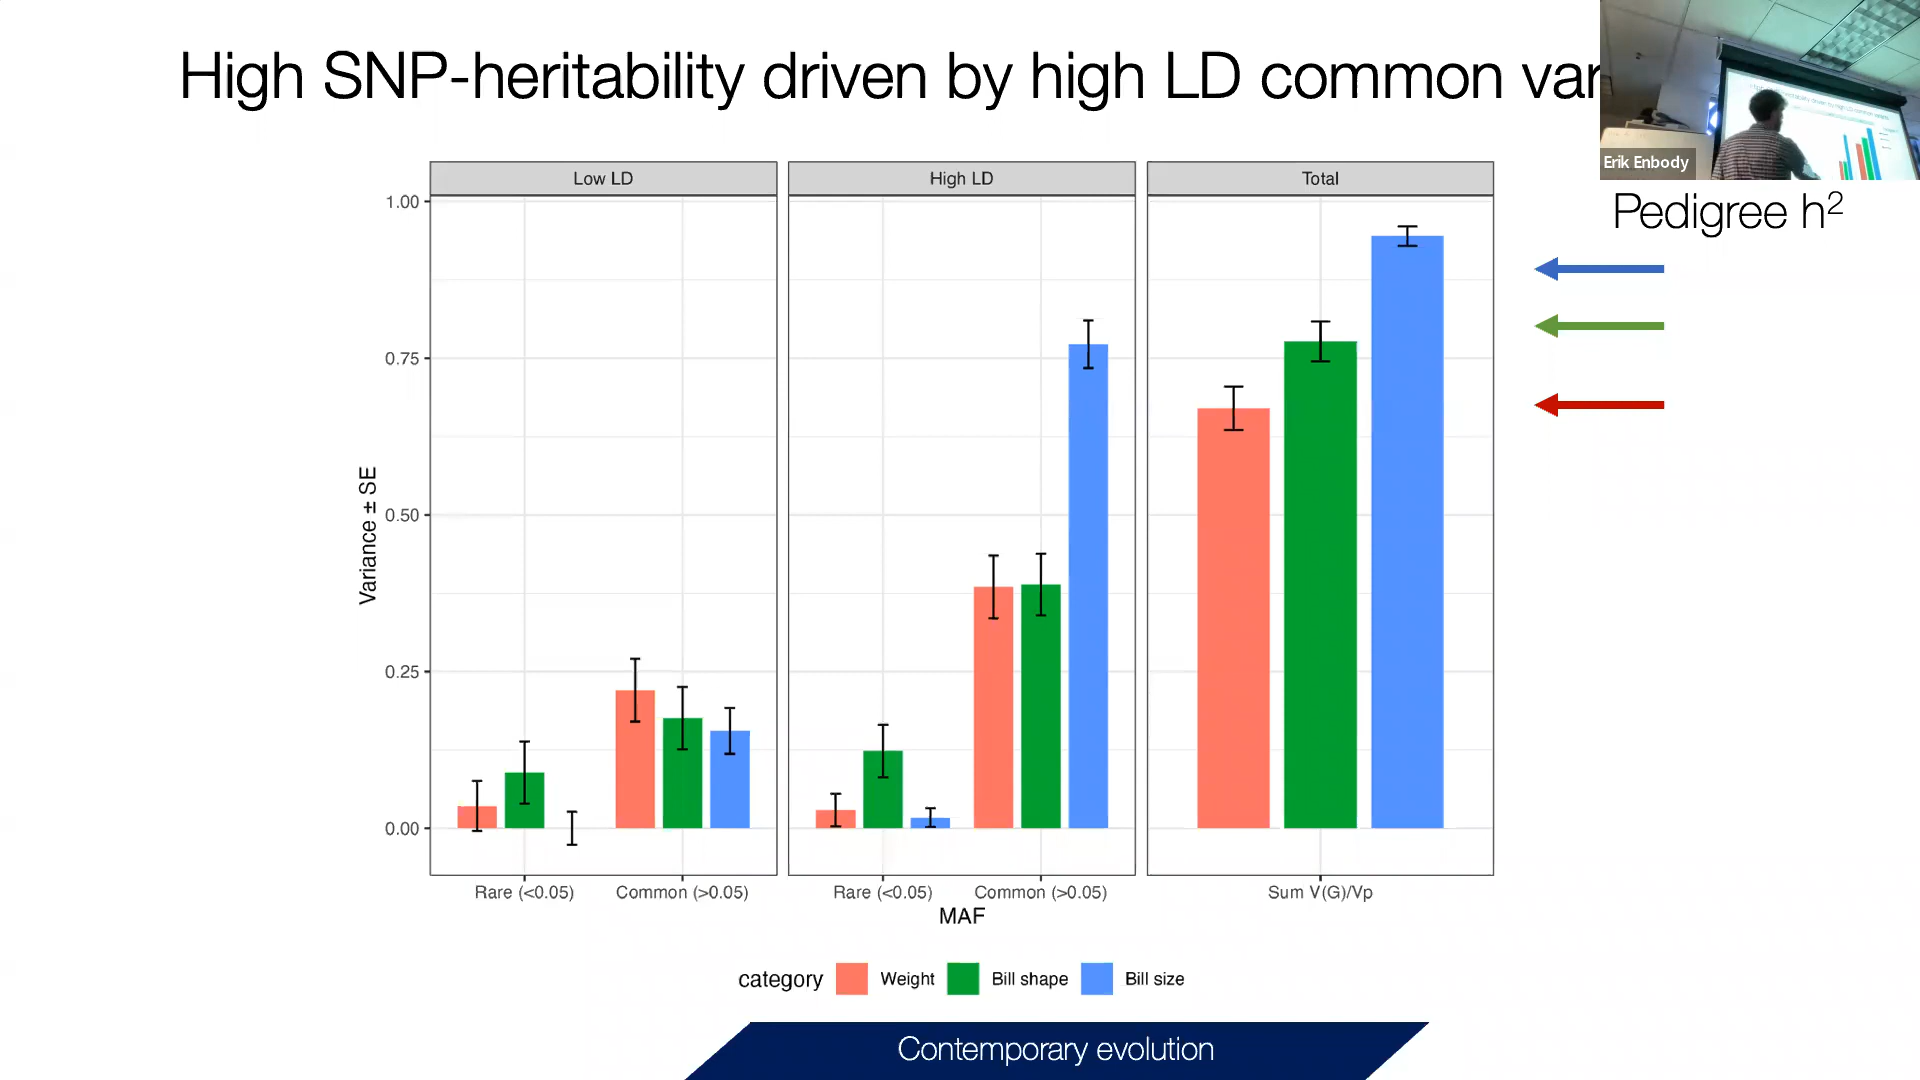 High SNP-heritability driven by high LD common var
Erik Enbody
Pedigree h²
Low LD
High LD
Total
1.00
0.75
0.50
0.25
0.00
Variance ± SE
Rare (<0.05)
Common (>0.05)
Rare (<0.05)
Common (>0.05)
Sum V(G)/Vp
MAF
category
Weight
Bill shape
Bill size
Contemporary evolution